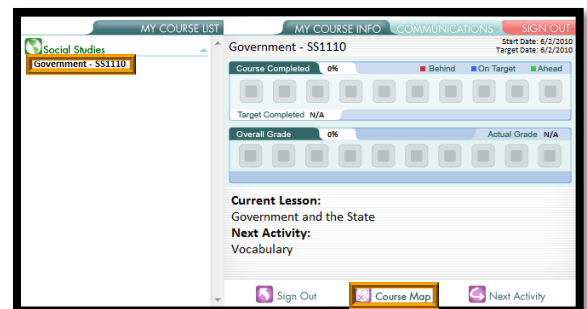 MY COURSE LIST
MY COURSE INFO
COMMUNICATIONS
SIGN OUT
Social Studies
Government - SS1110
Government - SS1110
Start Date: 6/2/2010
Target Date: 6/2/2010
Course Completed 0%
Behind On Target Ahead
Target Completed N/A
Overall Grade 0%
Actual Grade N/A
Current Lesson:
Government and the State
Next Activity:
Vocabulary
Sign Out Course Map Next Activity